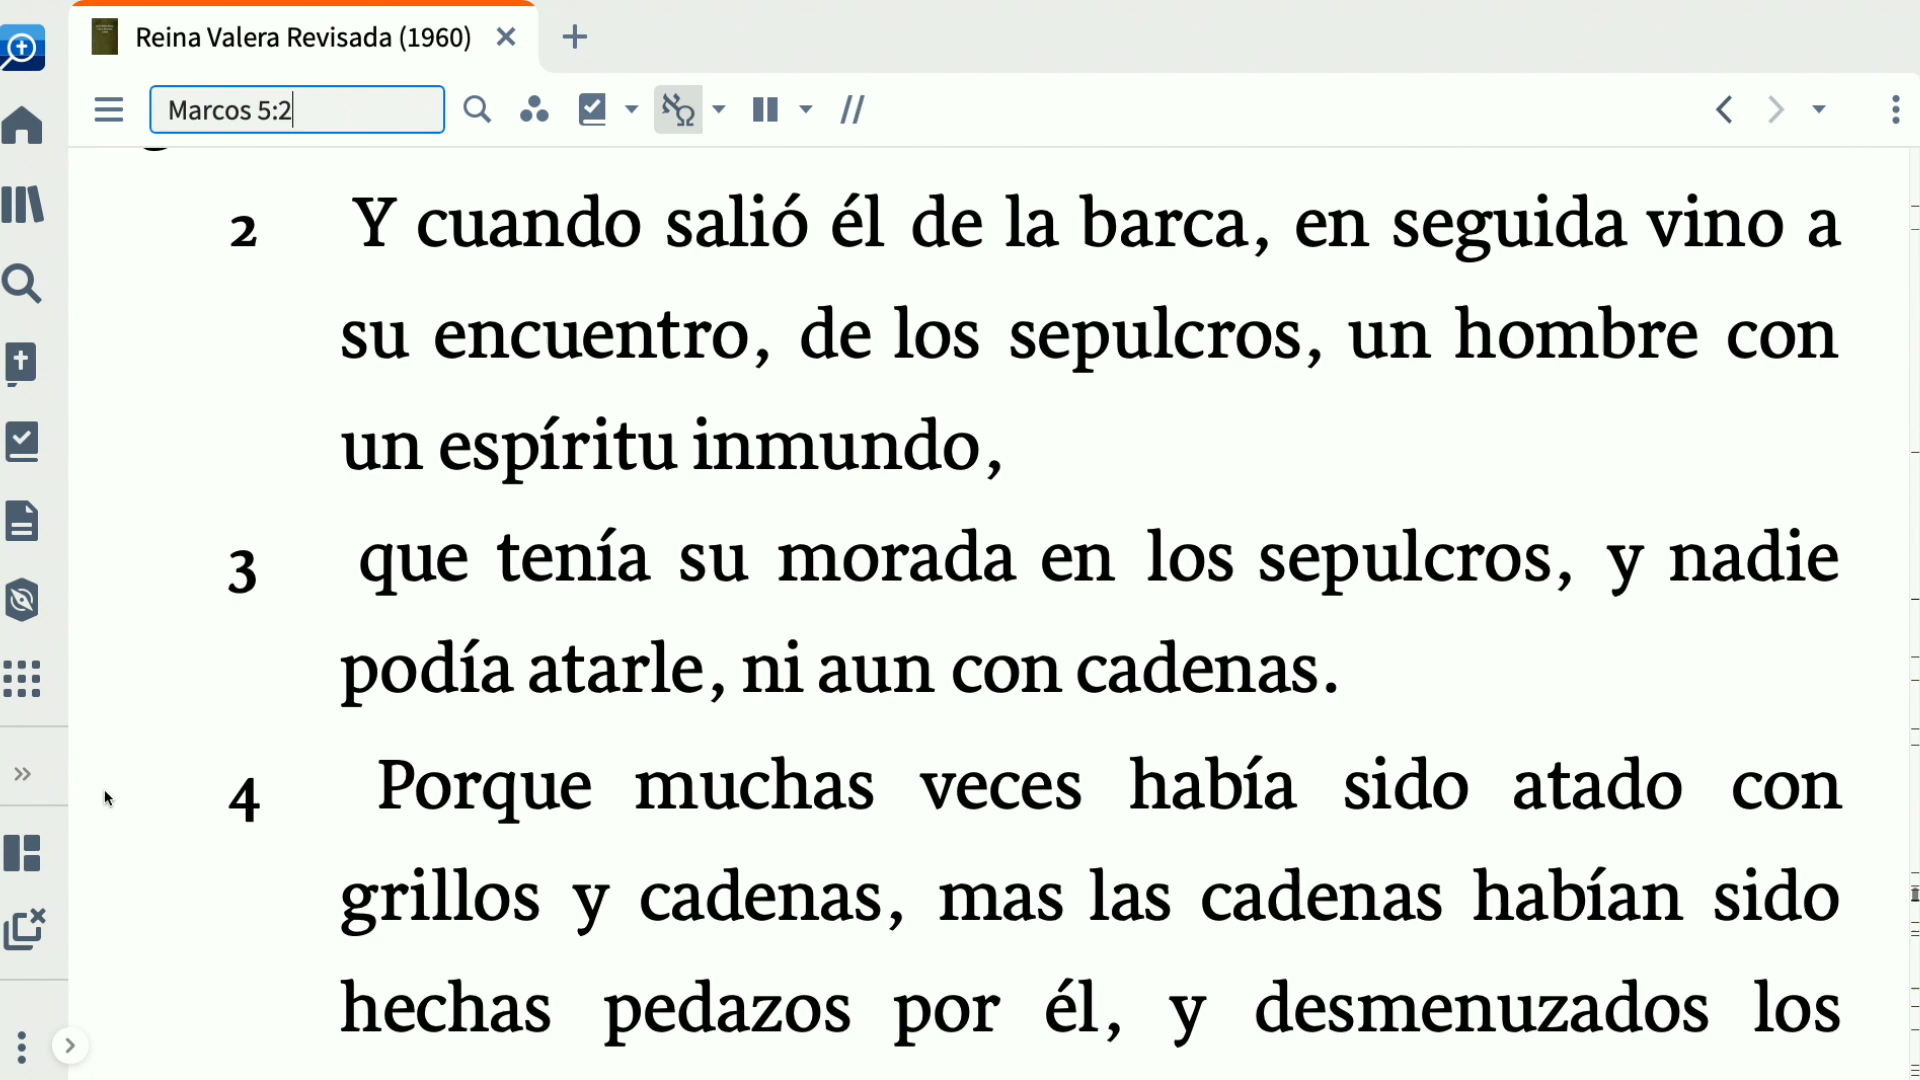 Reina Valera Revisada (1960)
Marcos 5:2
2 Y cuando salió él de la barca, en seguida vino a
su encuentro, de los sepulcros, un hombre con
un espíritu inmundo,
3 que tenía su morada en los sepulcros, y nadie
podía atarle, ni aun con cadenas.
4 Porque muchas veces había sido atado con
grillos y cadenas, mas las cadenas habían sido
hechas pedazos por él, y desmenuzados los